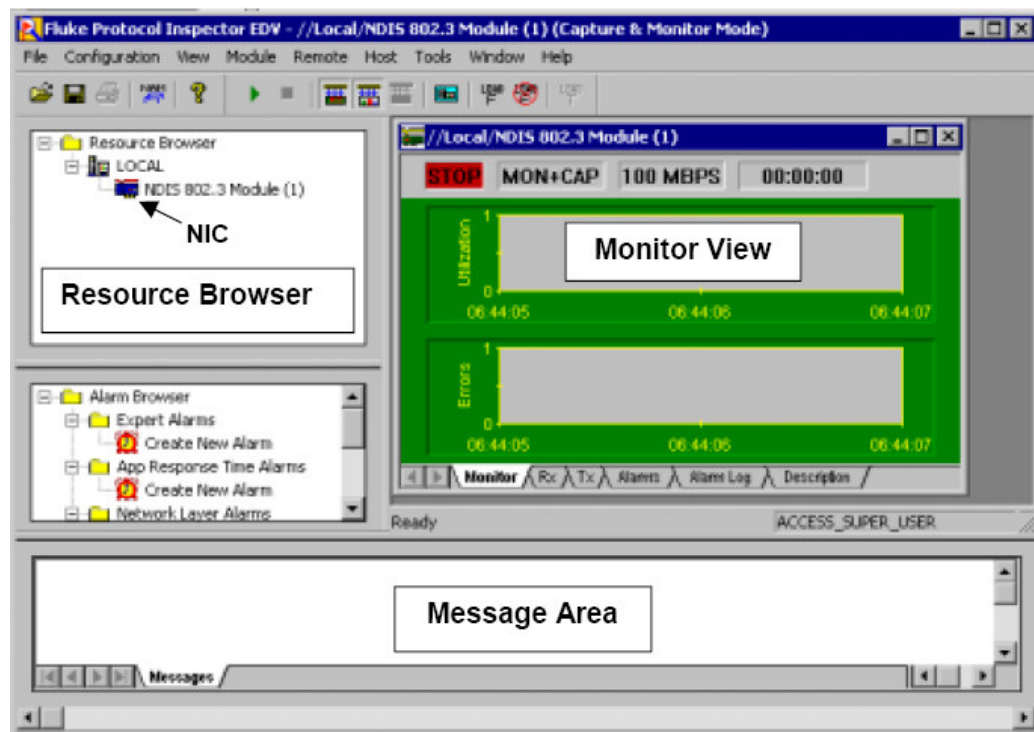 Fluke Protocol Inspector EDV - //Local/NDIS 802.3 Module (1) (Capture & Monitor Mode)
File Configuration View Module Remote Host Tools Window Help
Resource Browser
LOCAL
NDIS 802.3 Module (1)
NIC
Resource Browser
//Local/NDIS 802.3 Module (1)
STOP MON+CAP 100 MBPS 00:00:00
Utilization
1
0
06:44:05 06:44:06 06:44:07
Monitor View
Errors
1
0
06:44:05 06:44:06 06:44:07
Monitor Rx Tx Alarms Alarm Log Description
Alarm Browser
Expert Alarms
Create New Alarm
App Response Time Alarms
Create New Alarm
Network Layer Alarms
Ready ACCESS_SUPER_USER
Message Area
Messages